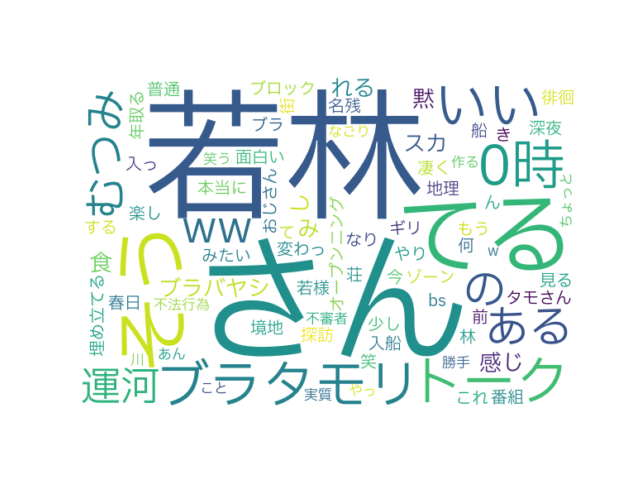 普通
ブロック
れる
黙
いい
徘徊
年取る
むつみ
若林
街
名残
ブラ
なごり
スカ
船
き
深夜
入っ
笑う
面白い
0時
本当に
おじさん
凄く
作る
地理
ん
ちょっと
楽し
ww
て
みし
てる
する
そう
みたい
さん
変わっ
オープンニング
なり
ギリ
もう
何
w
やり
の
食
ブラバヤシ
若様
荘
今
ゾーン
見る
タモさん
埋め立てる
春日
不法行為
境地
不審者
探訪
少し
入船
bs
前
林
ある
川
あん
笑
勝手
感じ
運河
ブラタモリ
トーク
こと
実質
やっ
これ
番組